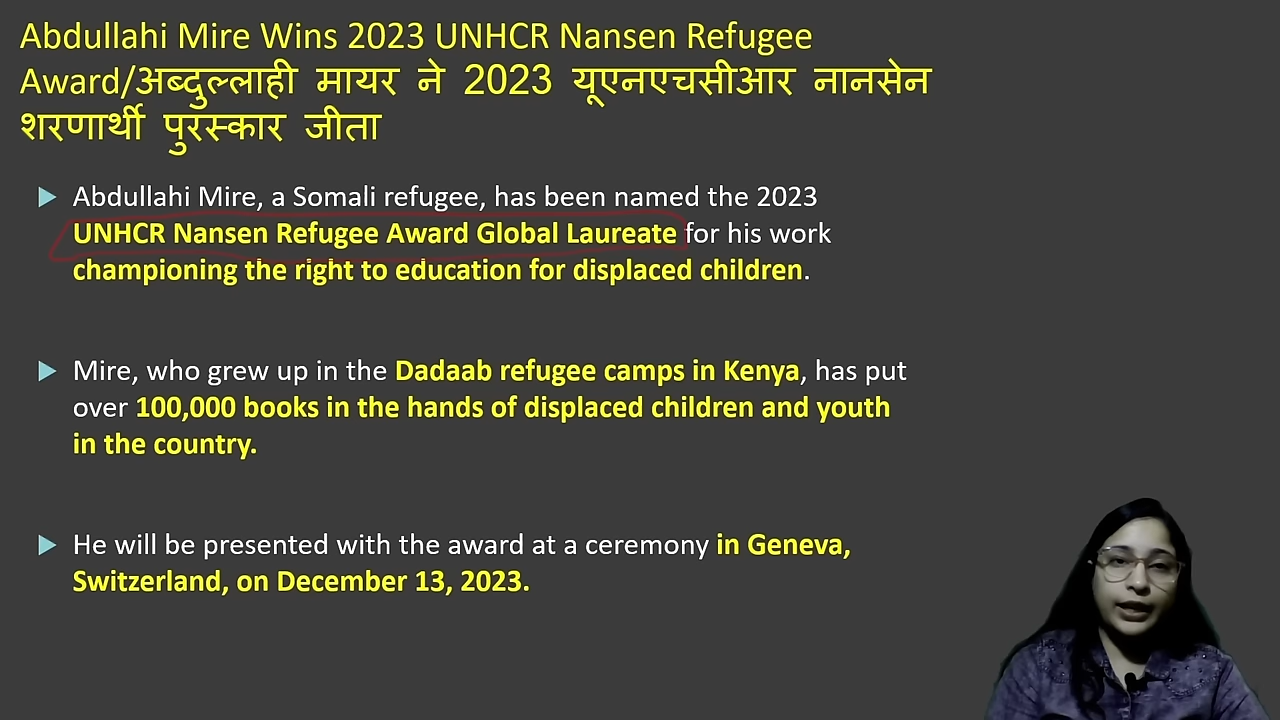 Abdullahi Mire Wins 2023 UNHCR Nansen Refugee
Award/अब्दुल्लाही मायर ने 2023 यूएनएचसीआर नानसेन
शरणार्थी पुरस्कार जीता
Abdullahi Mire, a Somali refugee, has been named the 2023
UNHCR Nansen Refugee Award Global Laureate for his work
championing the right to education for displaced children.
Mire, who grew up in the Dadaab refugee camps in Kenya, has put
over 100,000 books in the hands of displaced children and youth
in the country.
He will be presented with the award at a ceremony in Geneva,
Switzerland, on December 13, 2023.